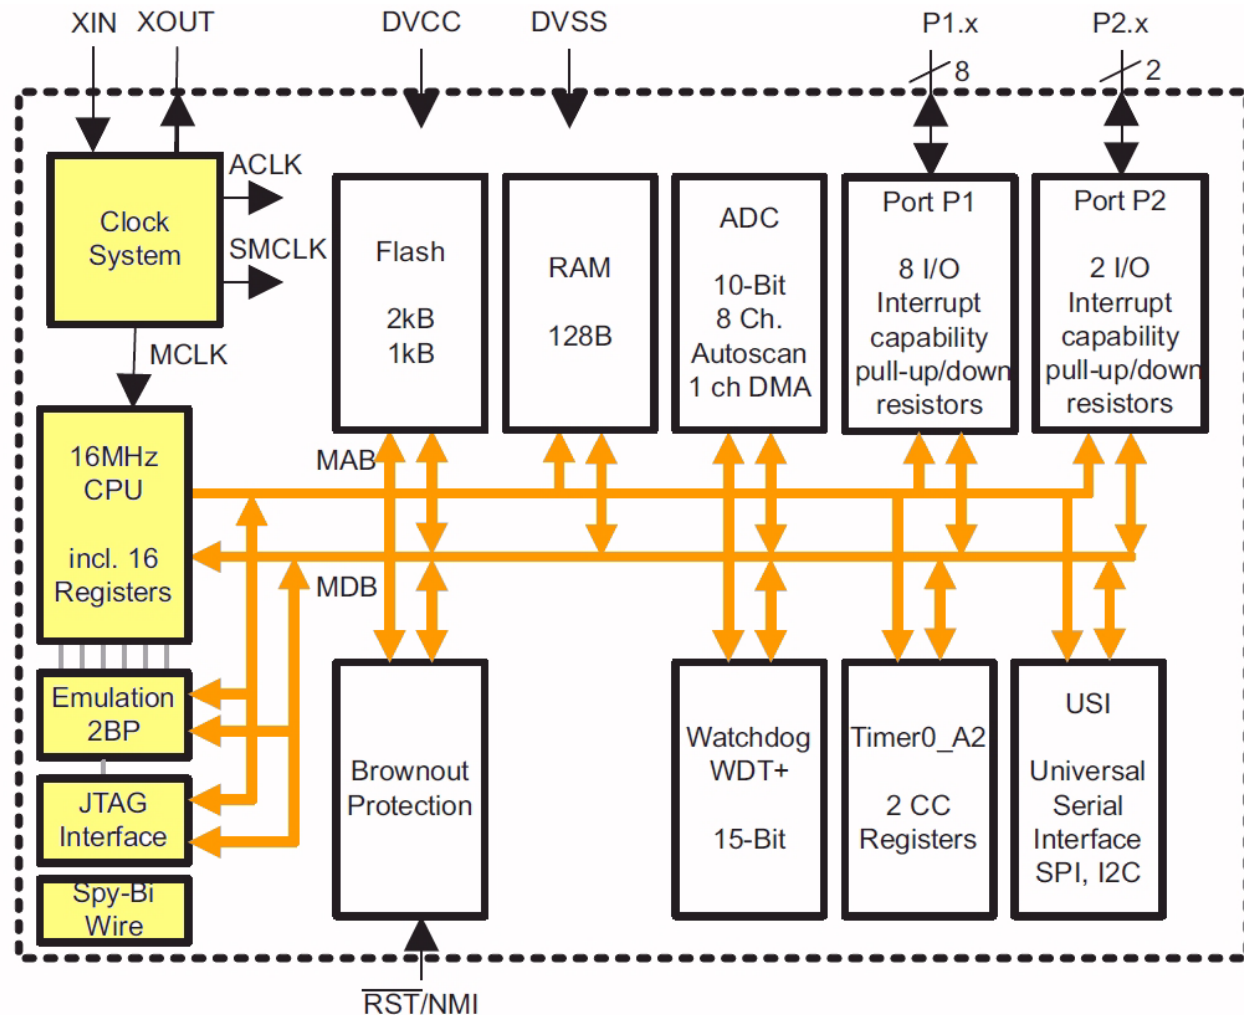 XIN
XOUT
DVCC
DVSS
P1.x
P2.x
8
2
Clock
System
ACLK
SMCLK
MCLK
Flash
2kB
1kB
RAM
128B
ADC
10-Bit
8 Ch.
Autoscan
1 ch DMA
Port P1
8 I/O
Interrupt
capability
pull-up/down
resistors
Port P2
2 I/O
Interrupt
capability
pull-up/down
resistors
16MHz
CPU
incl. 16
Registers
MAB
MDB
Emulation
2BP
JTAG
Interface
Spy-Bi
Wire
Brownout
Protection
Watchdog
WDT+
15-Bit
Timer0_A2
2 CC
Registers
USI
Universal
Serial
Interface
SPI, I2C
RST/NMI